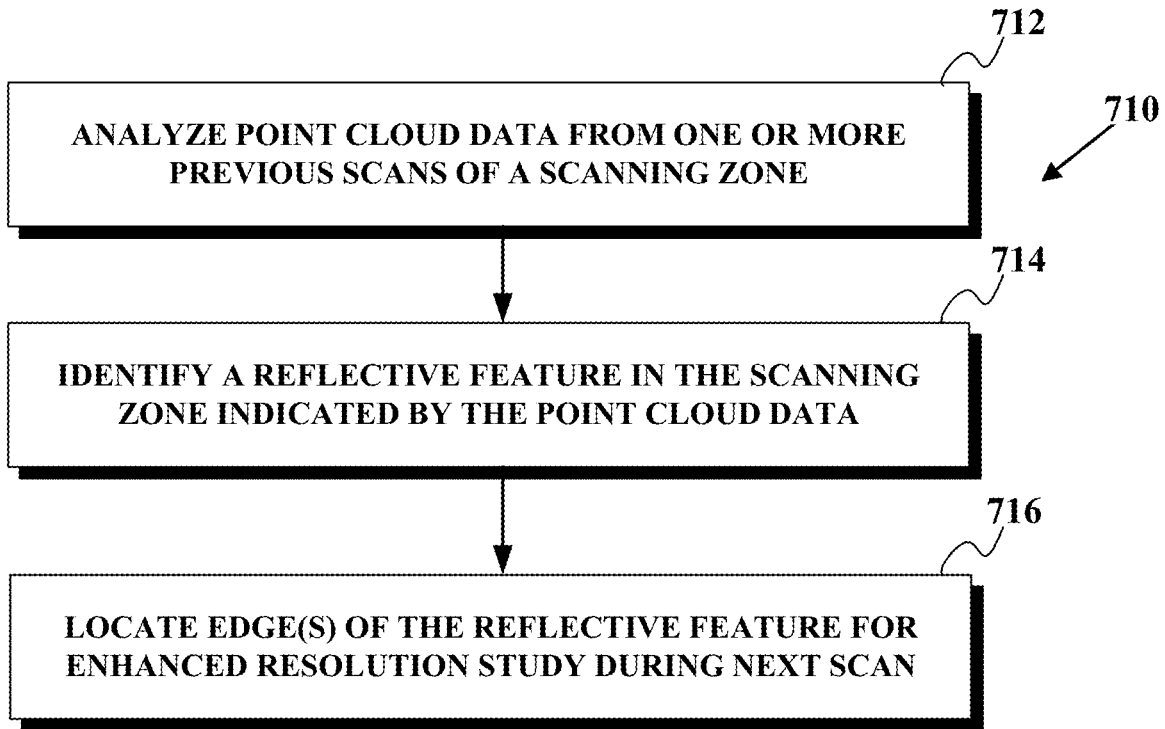 712
710
ANALYZE POINT CLOUD DATA FROM ONE OR MORE
PREVIOUS SCANS OF A SCANNING ZONE
714
IDENTIFY A REFLECTIVE FEATURE IN THE SCANNING
ZONE INDICATED BY THE POINT CLOUD DATA
716
LOCATE EDGE(S) OF THE REFLECTIVE FEATURE FOR
ENHANCED RESOLUTION STUDY DURING NEXT SCAN